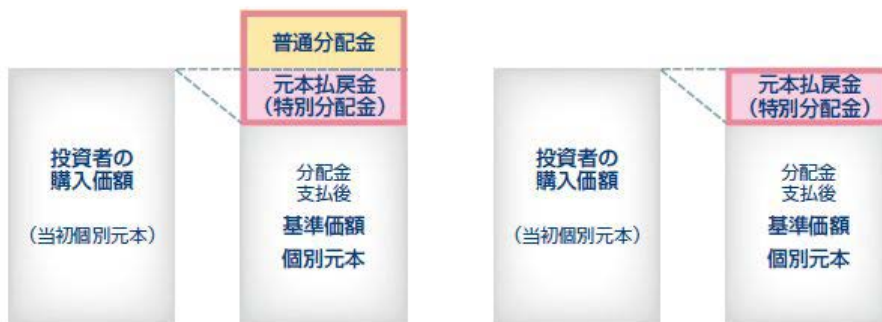 普通分配金
元本払戻金
（特別分配金）
投資者の
購入価額
（当初個別元本）
分配金
支払後
基準価額
個別元本
元本払戻金
（特別分配金）
投資者の
購入価額
（当初個別元本）
分配金
支払後
基準価額
個別元本